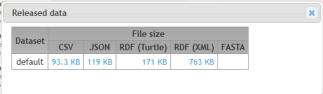 Released data
Dataset File size
CSV JSON RDF (Turtle) RDF (XML) FASTA
default 93.3 KB 119 KB 171 KB 763 KB